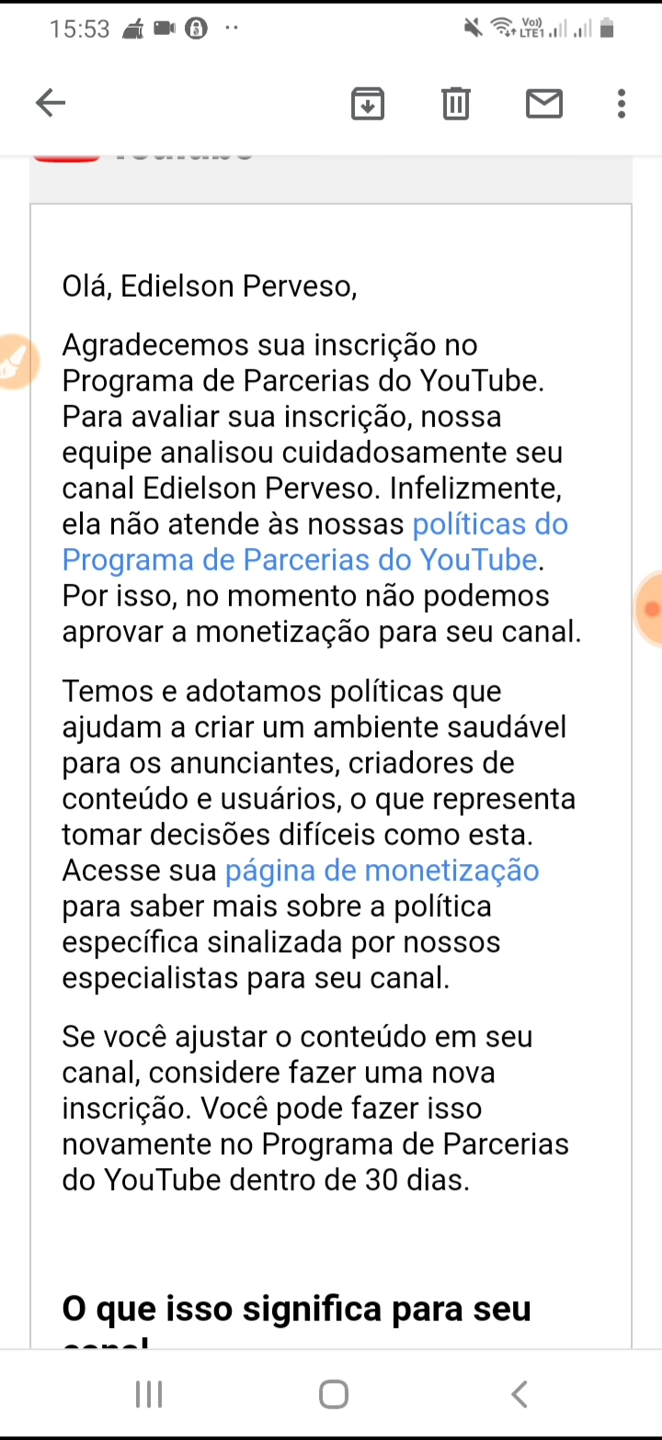 15:53
Vo))
LTE1
Olá, Edielson Perveso,
Agradecemos sua inscrição no
Programa de Parcerias do YouTube.
Para avaliar sua inscrição, nossa
equipe analisou cuidadosamente seu
canal Edielson Perveso. Infelizmente,
ela não atende às nossas políticas do
Programa de Parcerias do YouTube.
Por isso, no momento não podemos
aprovar a monetização para seu canal.
Temos e adotamos políticas que
ajudam a criar um ambiente saudável
para os anunciantes, criadores de
conteúdo e usuários, o que representa
tomar decisões difíceis como esta.
Acesse sua página de monetização
para saber mais sobre a política
específica sinalizada por nossos
especialistas para seu canal.
Se você ajustar o conteúdo em seu
canal, considere fazer uma nova
inscrição. Você pode fazer isso
novamente no Programa de Parcerias
do YouTube dentro de 30 dias.
O que isso significa para seu